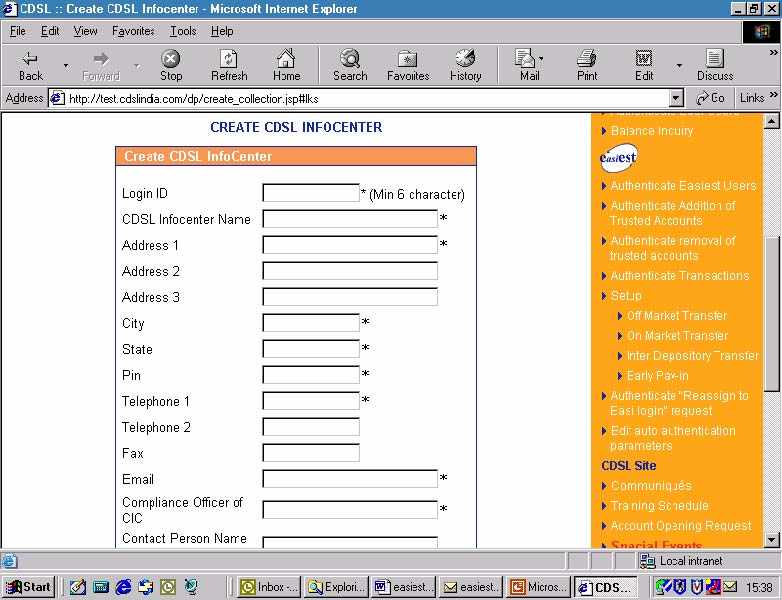 CDSL :: Create CDSL Infocenter - Microsoft Internet Explorer
File Edit View Favorites Tools Help
Back Forward Stop Refresh Home Search Favorites History Mail Print Edit Discuss »
Address http://test.cdslindia.com/dp/create_collection.jsp#lks Go Links »
CREATE CDSL INFOCENTER
Create CDSL InfoCenter
Login ID * (Min 6 character)
CDSL Infocenter Name *
Address 1 *
Address 2
Address 3
City *
State *
Pin *
Telephone 1 *
Telephone 2
Fax
Email *
Compliance Officer of
CIC *
Contact Person Name
Authenticate Easi Users
Balance Inquiry
easiest
Authenticate Easiest Users
Authenticate Addition of
Trusted Accounts
Authenticate removal of
trusted accounts
Authenticate Transactions
Setup
Off Market Transfer
On Market Transfer
Inter Depository Transfer
Early Pay-in
Authenticate "Reassign to
Easi login" request
Edit auto authentication
parameters
CDSL Site
Communiqués
Training Schedule
Account Opening Request
Special Events
Local intranet
Start Inbox -... Explori... easiest... easiest... Micros... CDS... 15:38